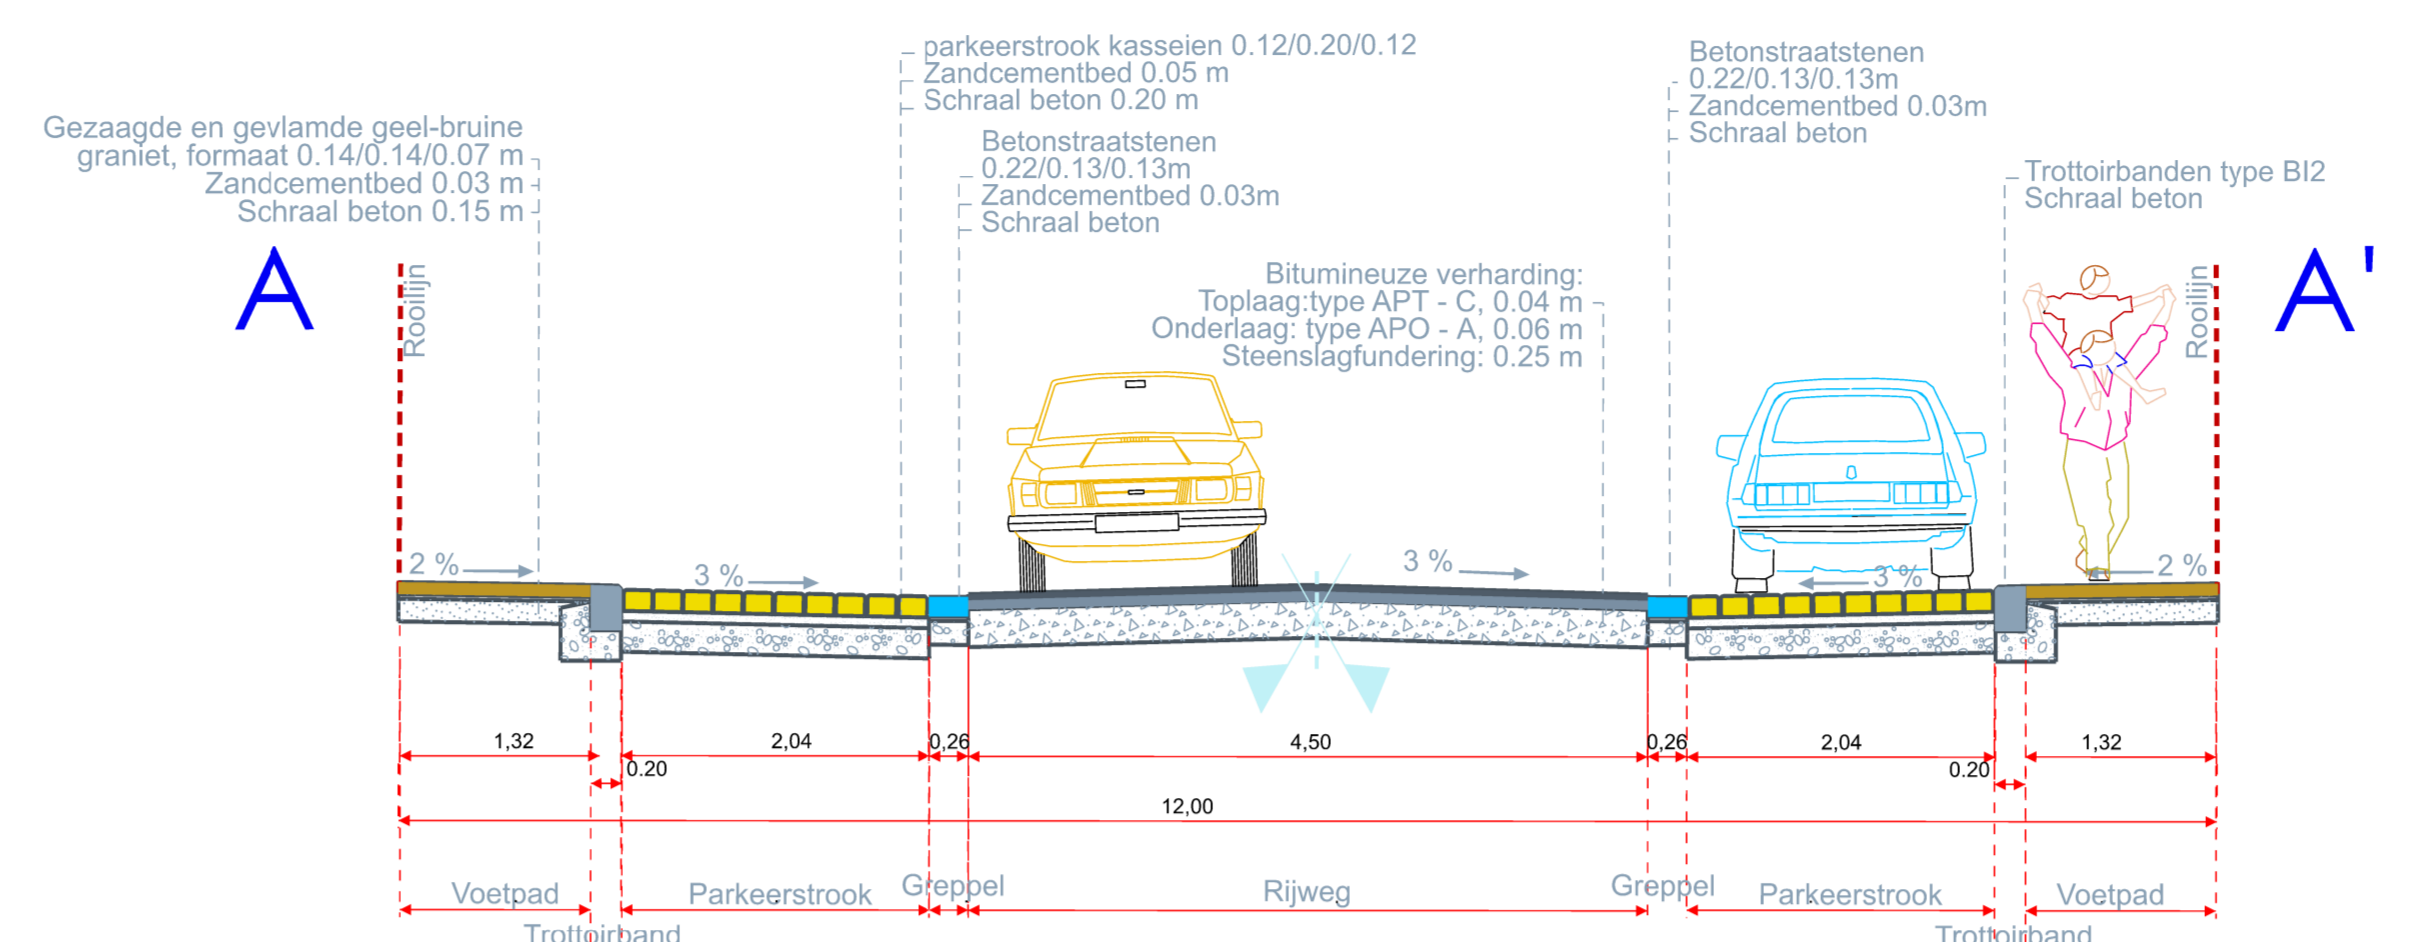 parkeerstrook kasseien 0.12/0.20/0.12
Zandcementbed 0.05 m
Schraal beton 0.20 m
Betonstraatstenen
0.22/0.13/0.13m
Zandcementbed 0.03m
Schraal beton
Gezaagde en gevlamde geel-bruine
graniet, formaat 0.14/0.14/0.07 m
Zandcementbed 0.03 m
Schraal beton 0.15 m
Betonstraatstenen
0.22/0.13/0.13m
Zandcementbed 0.03m
Schraal beton
Trottoirbanden type BI2
Schraal beton
Bitumineuze verharding:
Toplaag:type APT - C, 0.04 m
Onderlaag: type APO - A, 0.06 m
Steenslagfundering: 0.25 m
A
Rooilijn
Rooilijn
A'
2 %
3 %
3 %
3 %
2 %
1,32
2,04
0,26
4,50
0,26
2,04
1,32
0.20
0.20
12,00
Voetpad
Parkeerstrook
Greppel
Rijweg
Greppel
Parkeerstrook
Voetpad
Trottoirband
Trottoirband